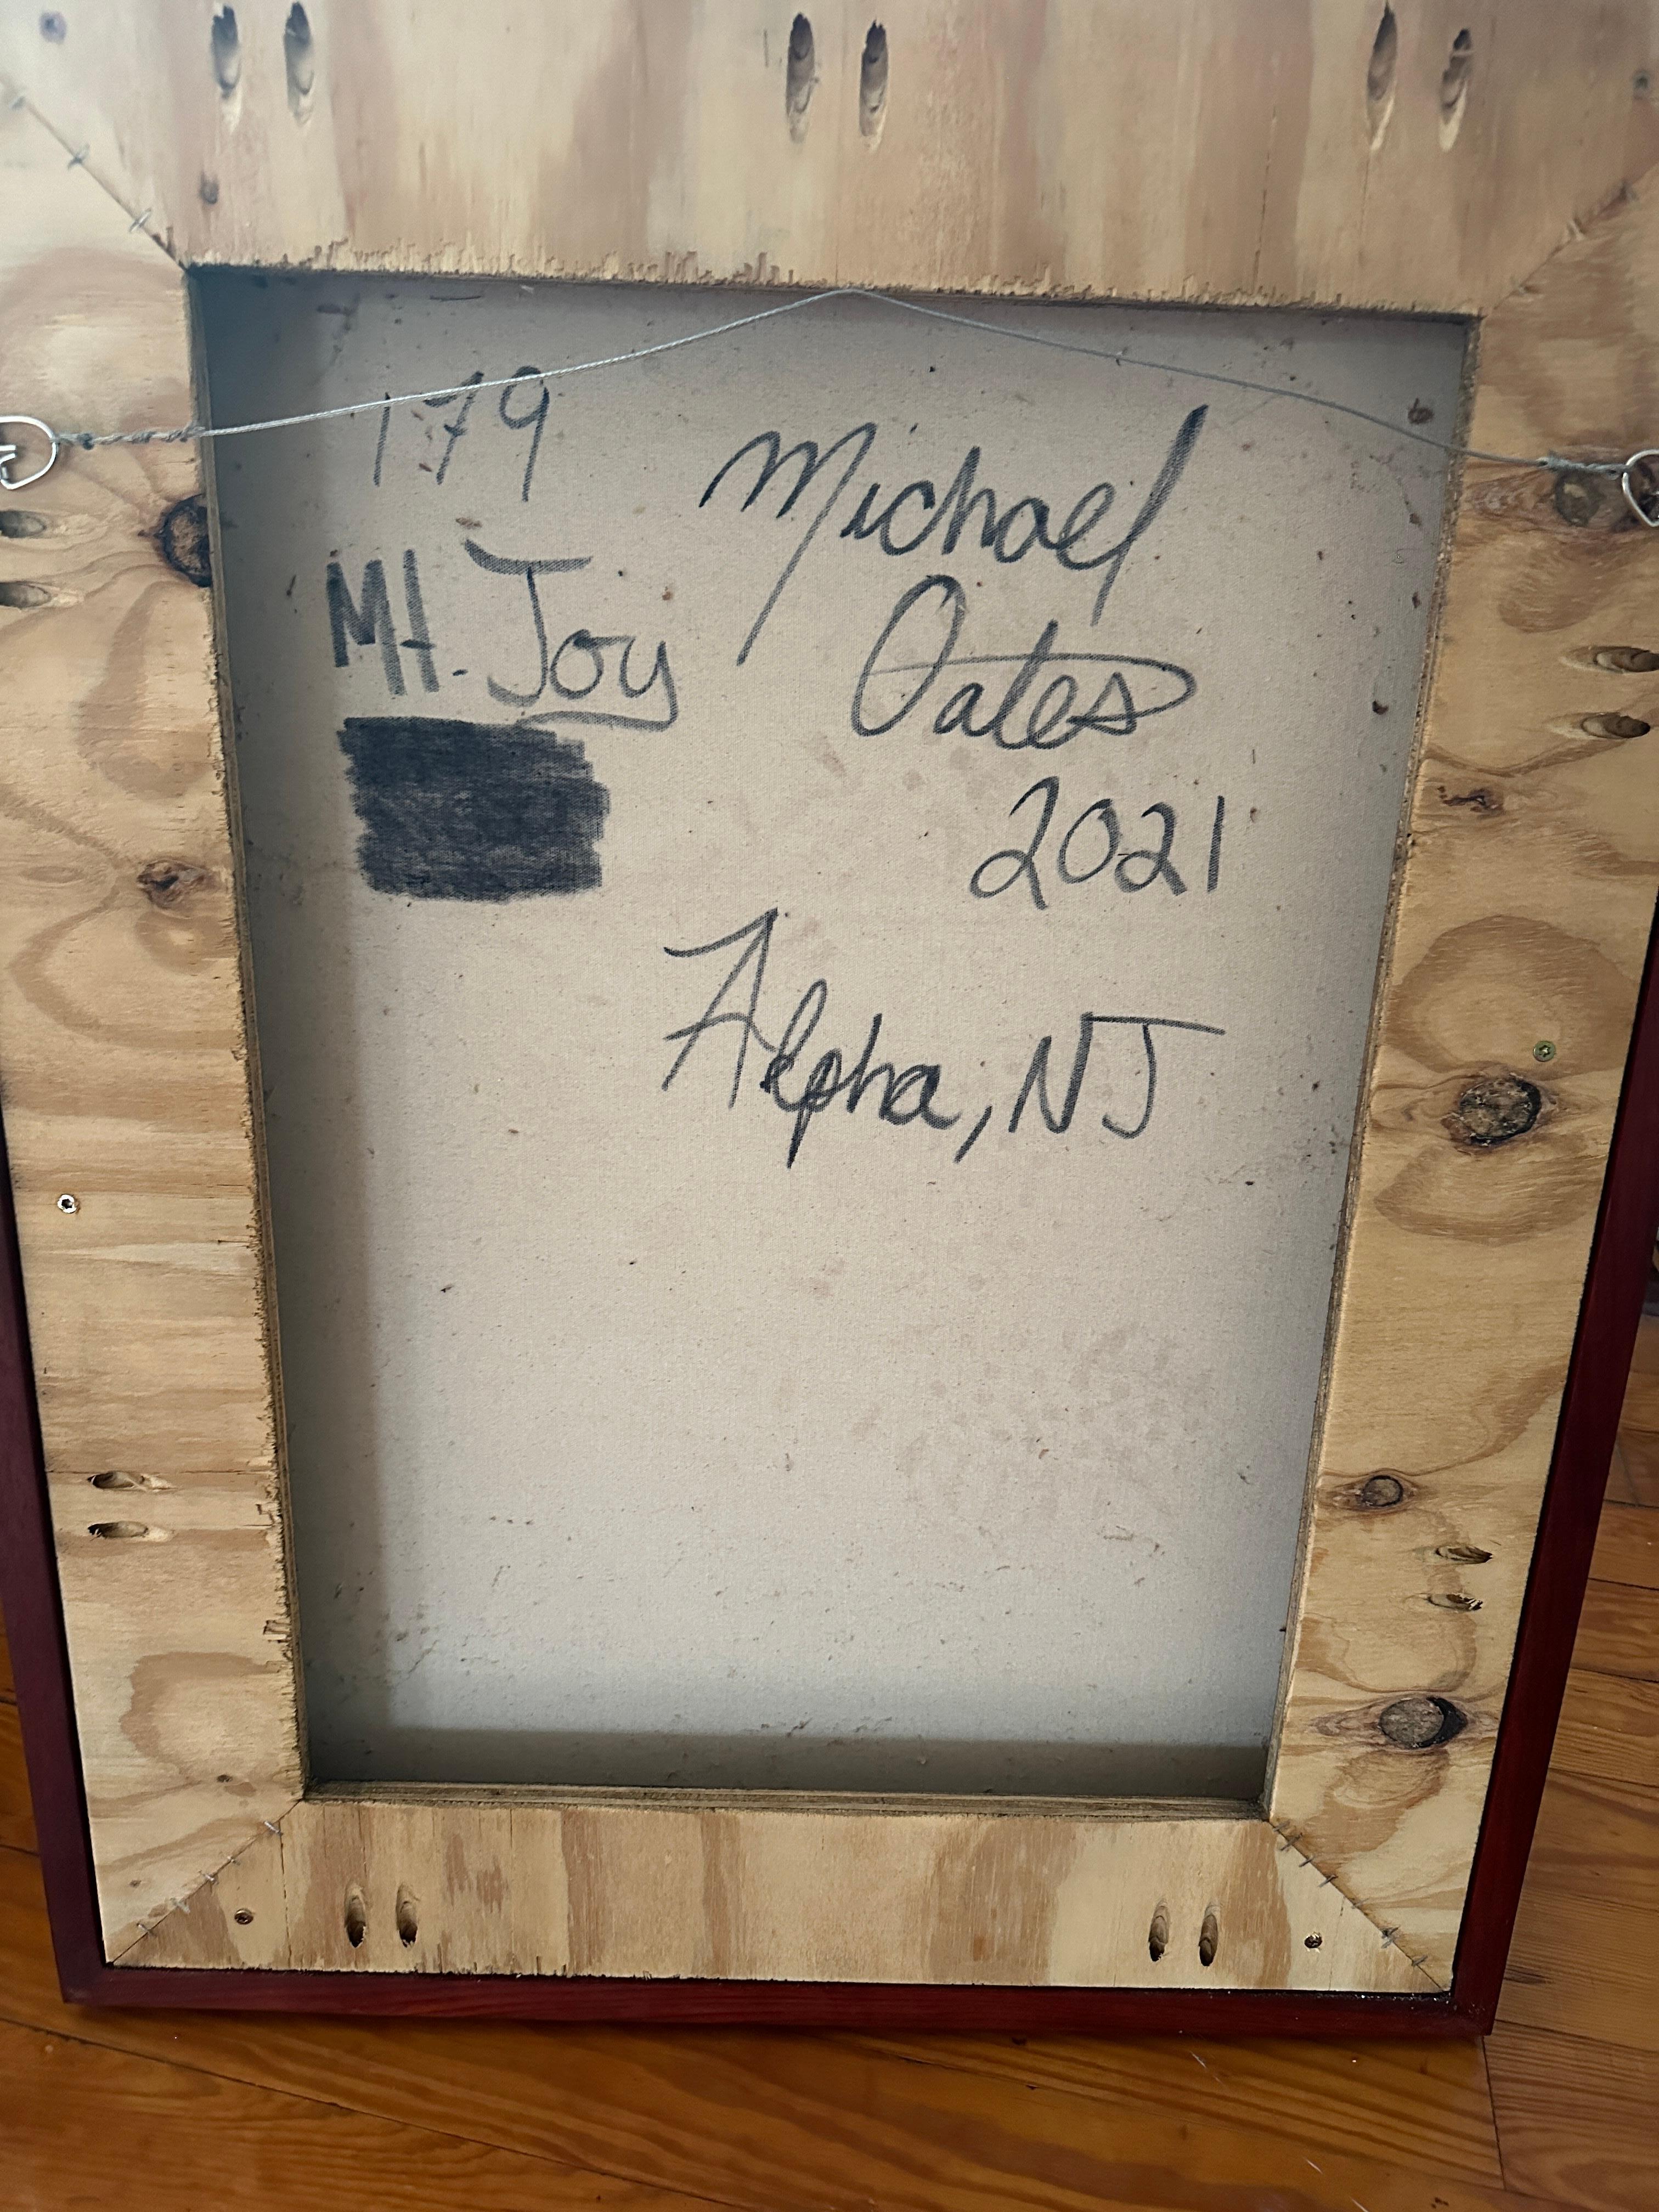 179
Mt. Joy
Michael
Oates
2021
Alpha, NJ